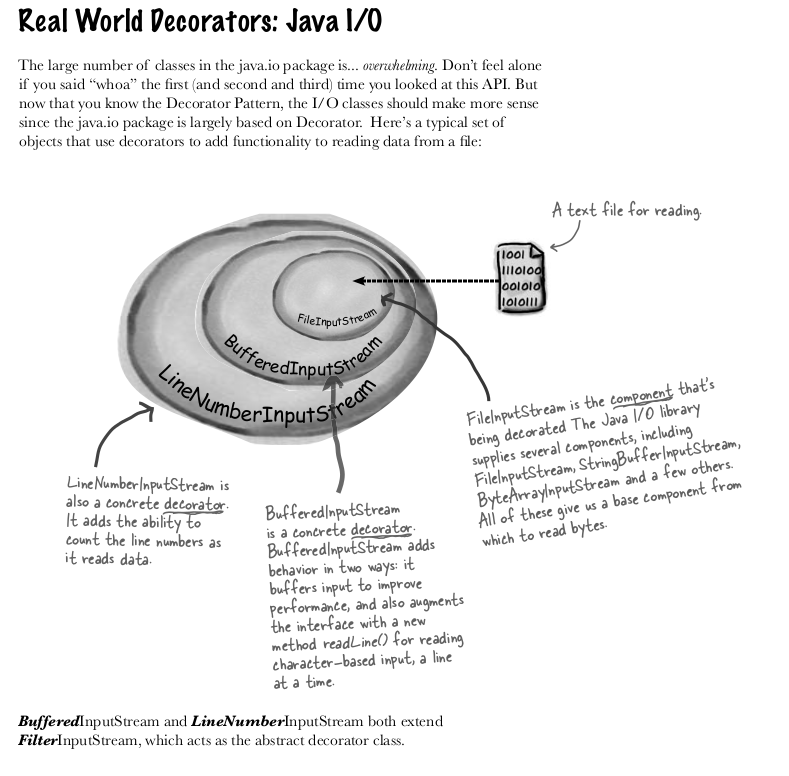 Real World Decorators: Java I/O
The large number of classes in the java.io package is... overwhelming. Don't feel alone
if you said “whoa” the first (and second and third) time you looked at this API. But
now that you know the Decorator Pattern, the I/O classes should make more sense
since the java.io package is largely based on Decorator. Here's a typical set of
objects that use decorators to add functionality to reading data from a file:
A text file for reading.
1001
1110100
001010
1010111
FileInputStream
BufferedInputStream
LineNumberInputStream
LineNumberInputStream is
also a concrete decorator.
It adds the ability to
count the line numbers as
it reads data.
BufferedInputStream
is a concrete decorator.
BufferedInputStream adds
behavior in two ways: it
buffers input to improve
performance, and also augments
the interface with a new
method readLine() for reading
character-based input, a line
at a time.
FileInputStream is the component that's
being decorated The Java I/O library
supplies several components, including
FileInputStream, StringBufferInputStream,
ByteArrayInputStream and a few others.
All of these give us a base component from
which to read bytes.
BufferedInputStream and LineNumberInputStream both extend
FilterInputStream, which acts as the abstract decorator class.